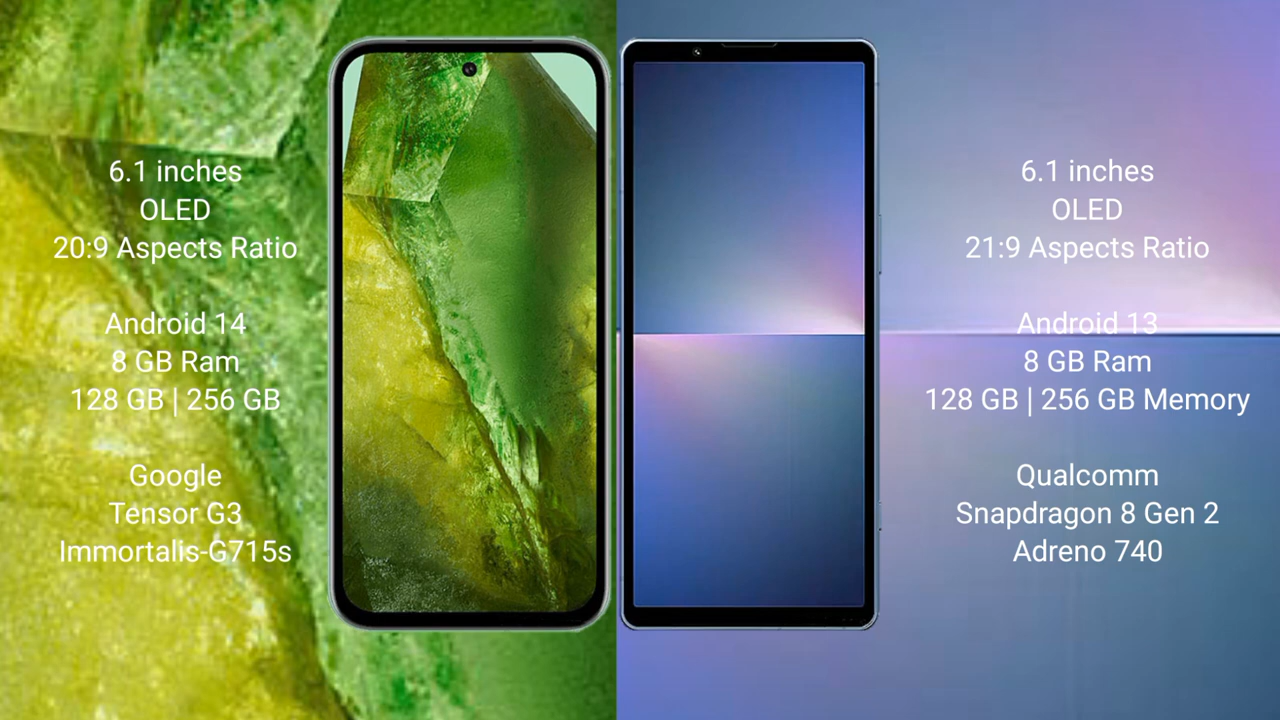 6.1 inches
OLED
20:9 Aspects Ratio
Android 14
8 GB Ram
128 GB | 256 GB
Google
Tensor G3
Immortalis-G715s
6.1 inches
OLED
21:9 Aspects Ratio
Android 13
8 GB Ram
128 GB | 256 GB Memory
Qualcomm
Snapdragon 8 Gen 2
Adreno 740